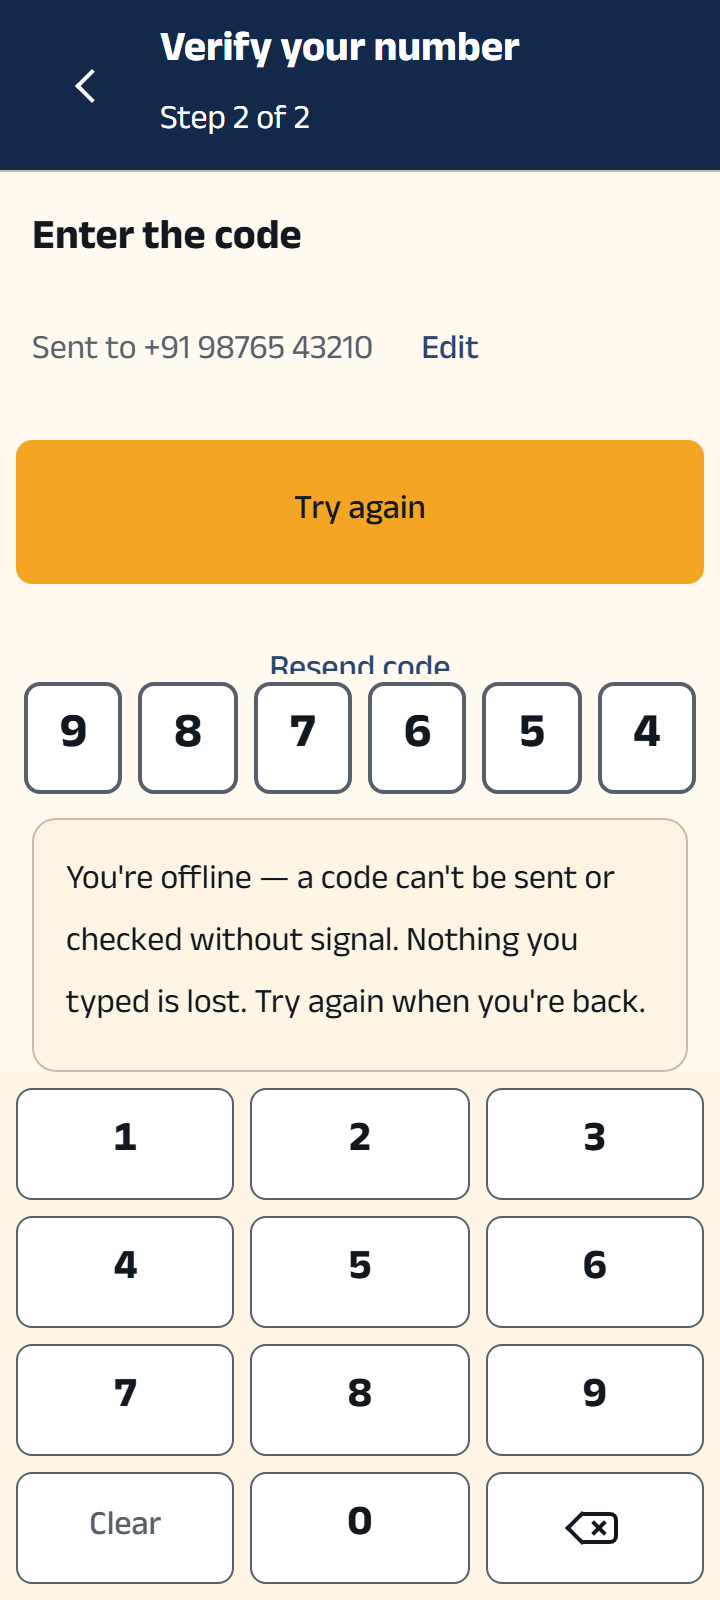 Verify your number
Step 2 of 2
Enter the code
Sent to +91 98765 43210 Edit
Try again
Resend code
9 8 7 6 5 4
You're offline — a code can't be sent or
checked without signal. Nothing you
typed is lost. Try again when you're back.
1 2 3
4 5 6
7 8 9
Clear 0